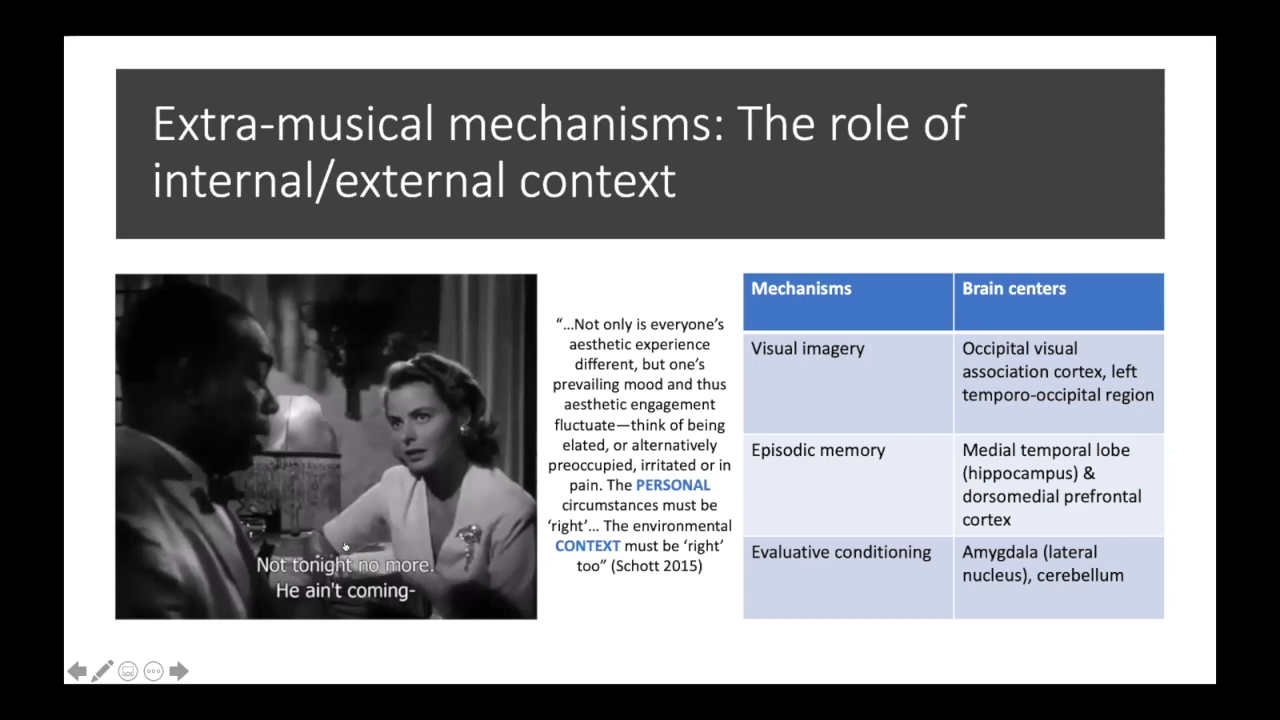 Extra-musical mechanisms: The role of
internal/external context
Not tonight no more.
He ain't coming-
“…Not only is everyone’s
aesthetic experience
different, but one’s
prevailing mood and thus
aesthetic engagement
fluctuate—think of being
elated, or alternatively
preoccupied, irritated or in
pain. The PERSONAL
circumstances must be
‘right’… The environmental
CONTEXT must be ‘right’
too” (Schott 2015)
Mechanisms
Brain centers
Visual imagery
Occipital visual
association cortex, left
temporo-occipital region
Episodic memory
Medial temporal lobe
(hippocampus) &
dorsomedial prefrontal
cortex
Evaluative conditioning
Amygdala (lateral
nucleus), cerebellum